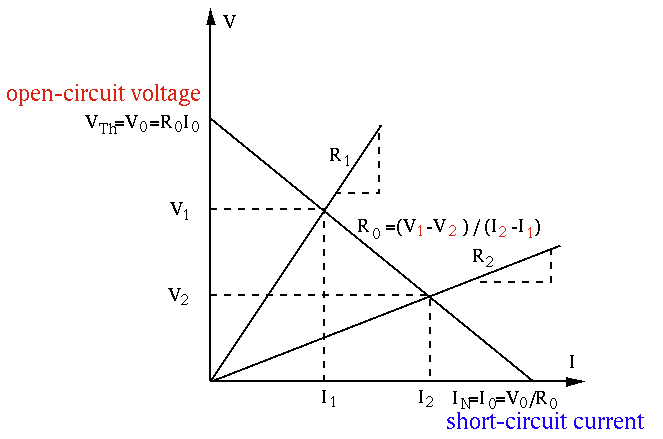 V
open-circuit voltage
V_Th=V_0=R_0I_0
R_1
V_1
R_0=(V_1-V_2)/(I_2-I_1)
R_2
V_2
I
I_1
I_2
I_N=I_0=V_0/R_0
short-circuit current